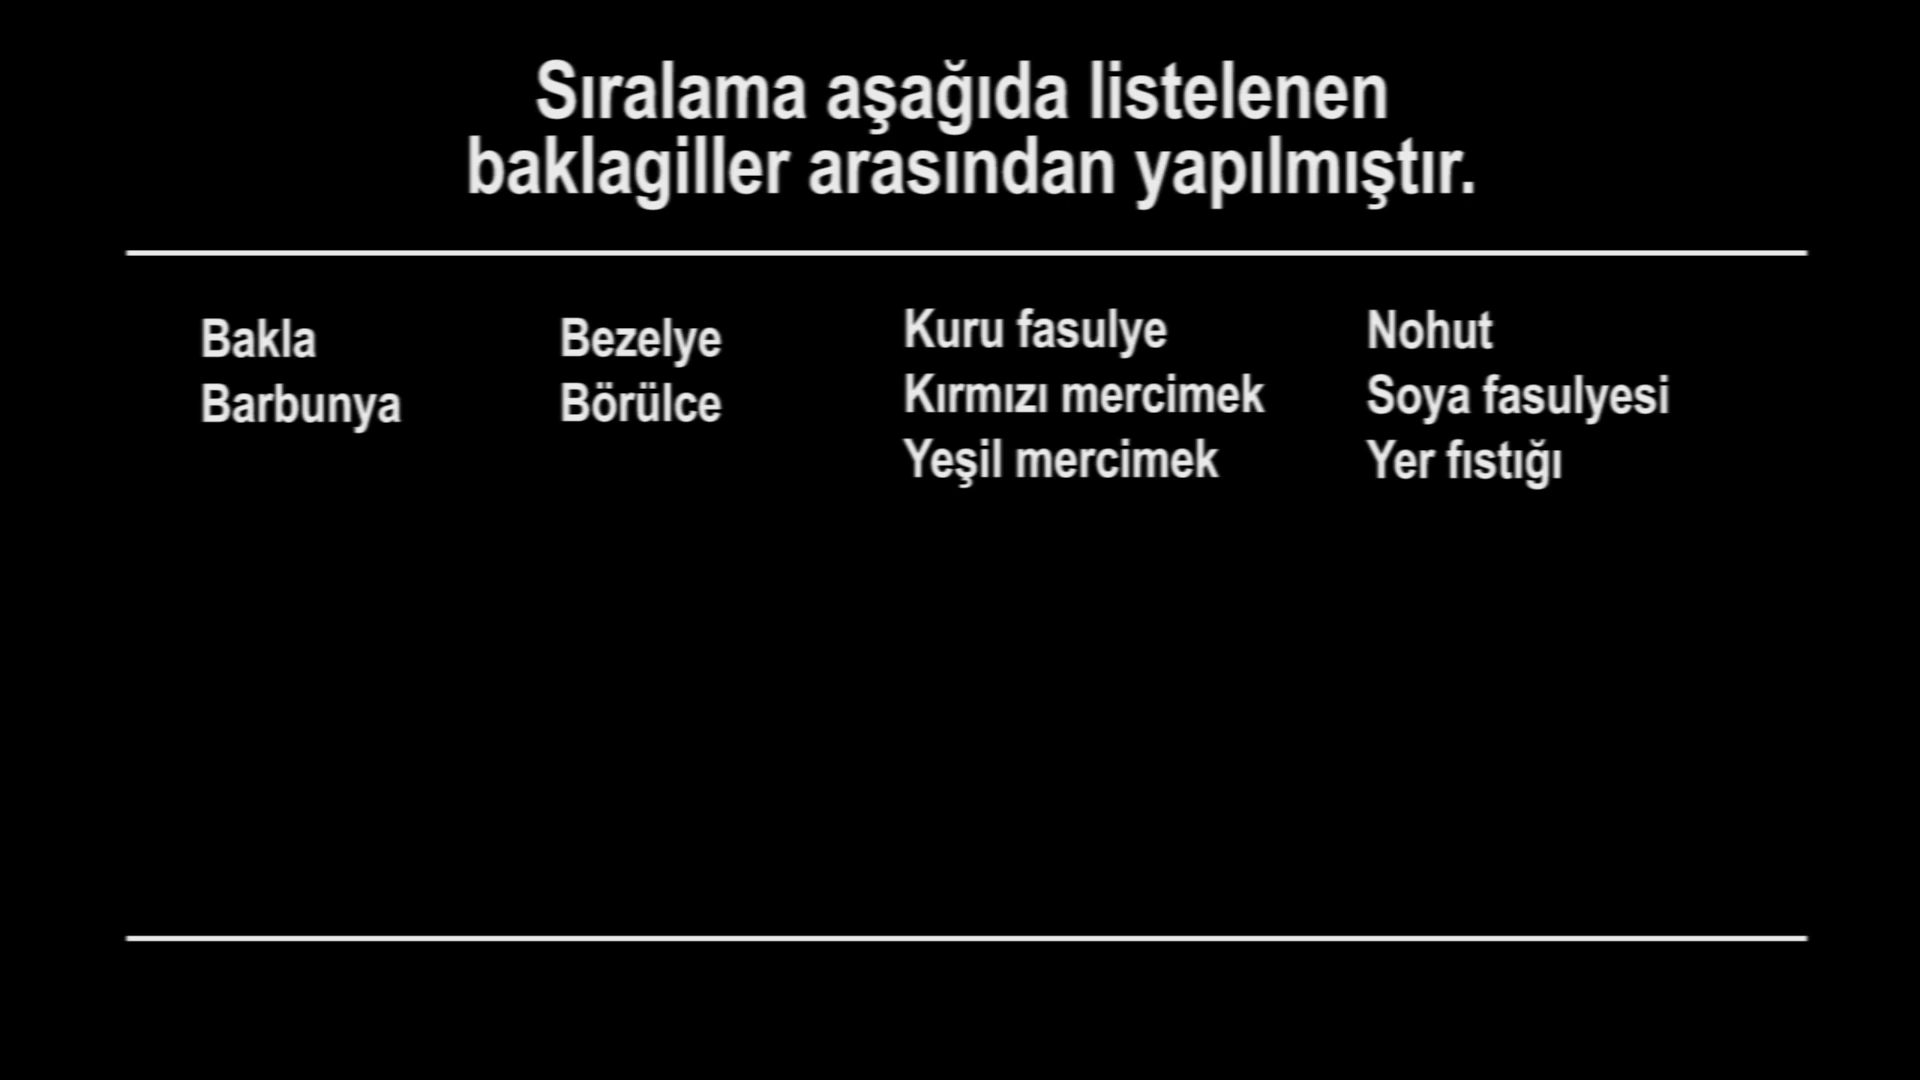 Sıralama aşağıda listelenen
baklagiller arasından yapılmıştır.
Bakla
Barbunya
Bezelye
Börülce
Kuru fasulye
Kırmızı mercimek
Yeşil mercimek
Nohut
Soya fasulyesi
Yer fıstığı